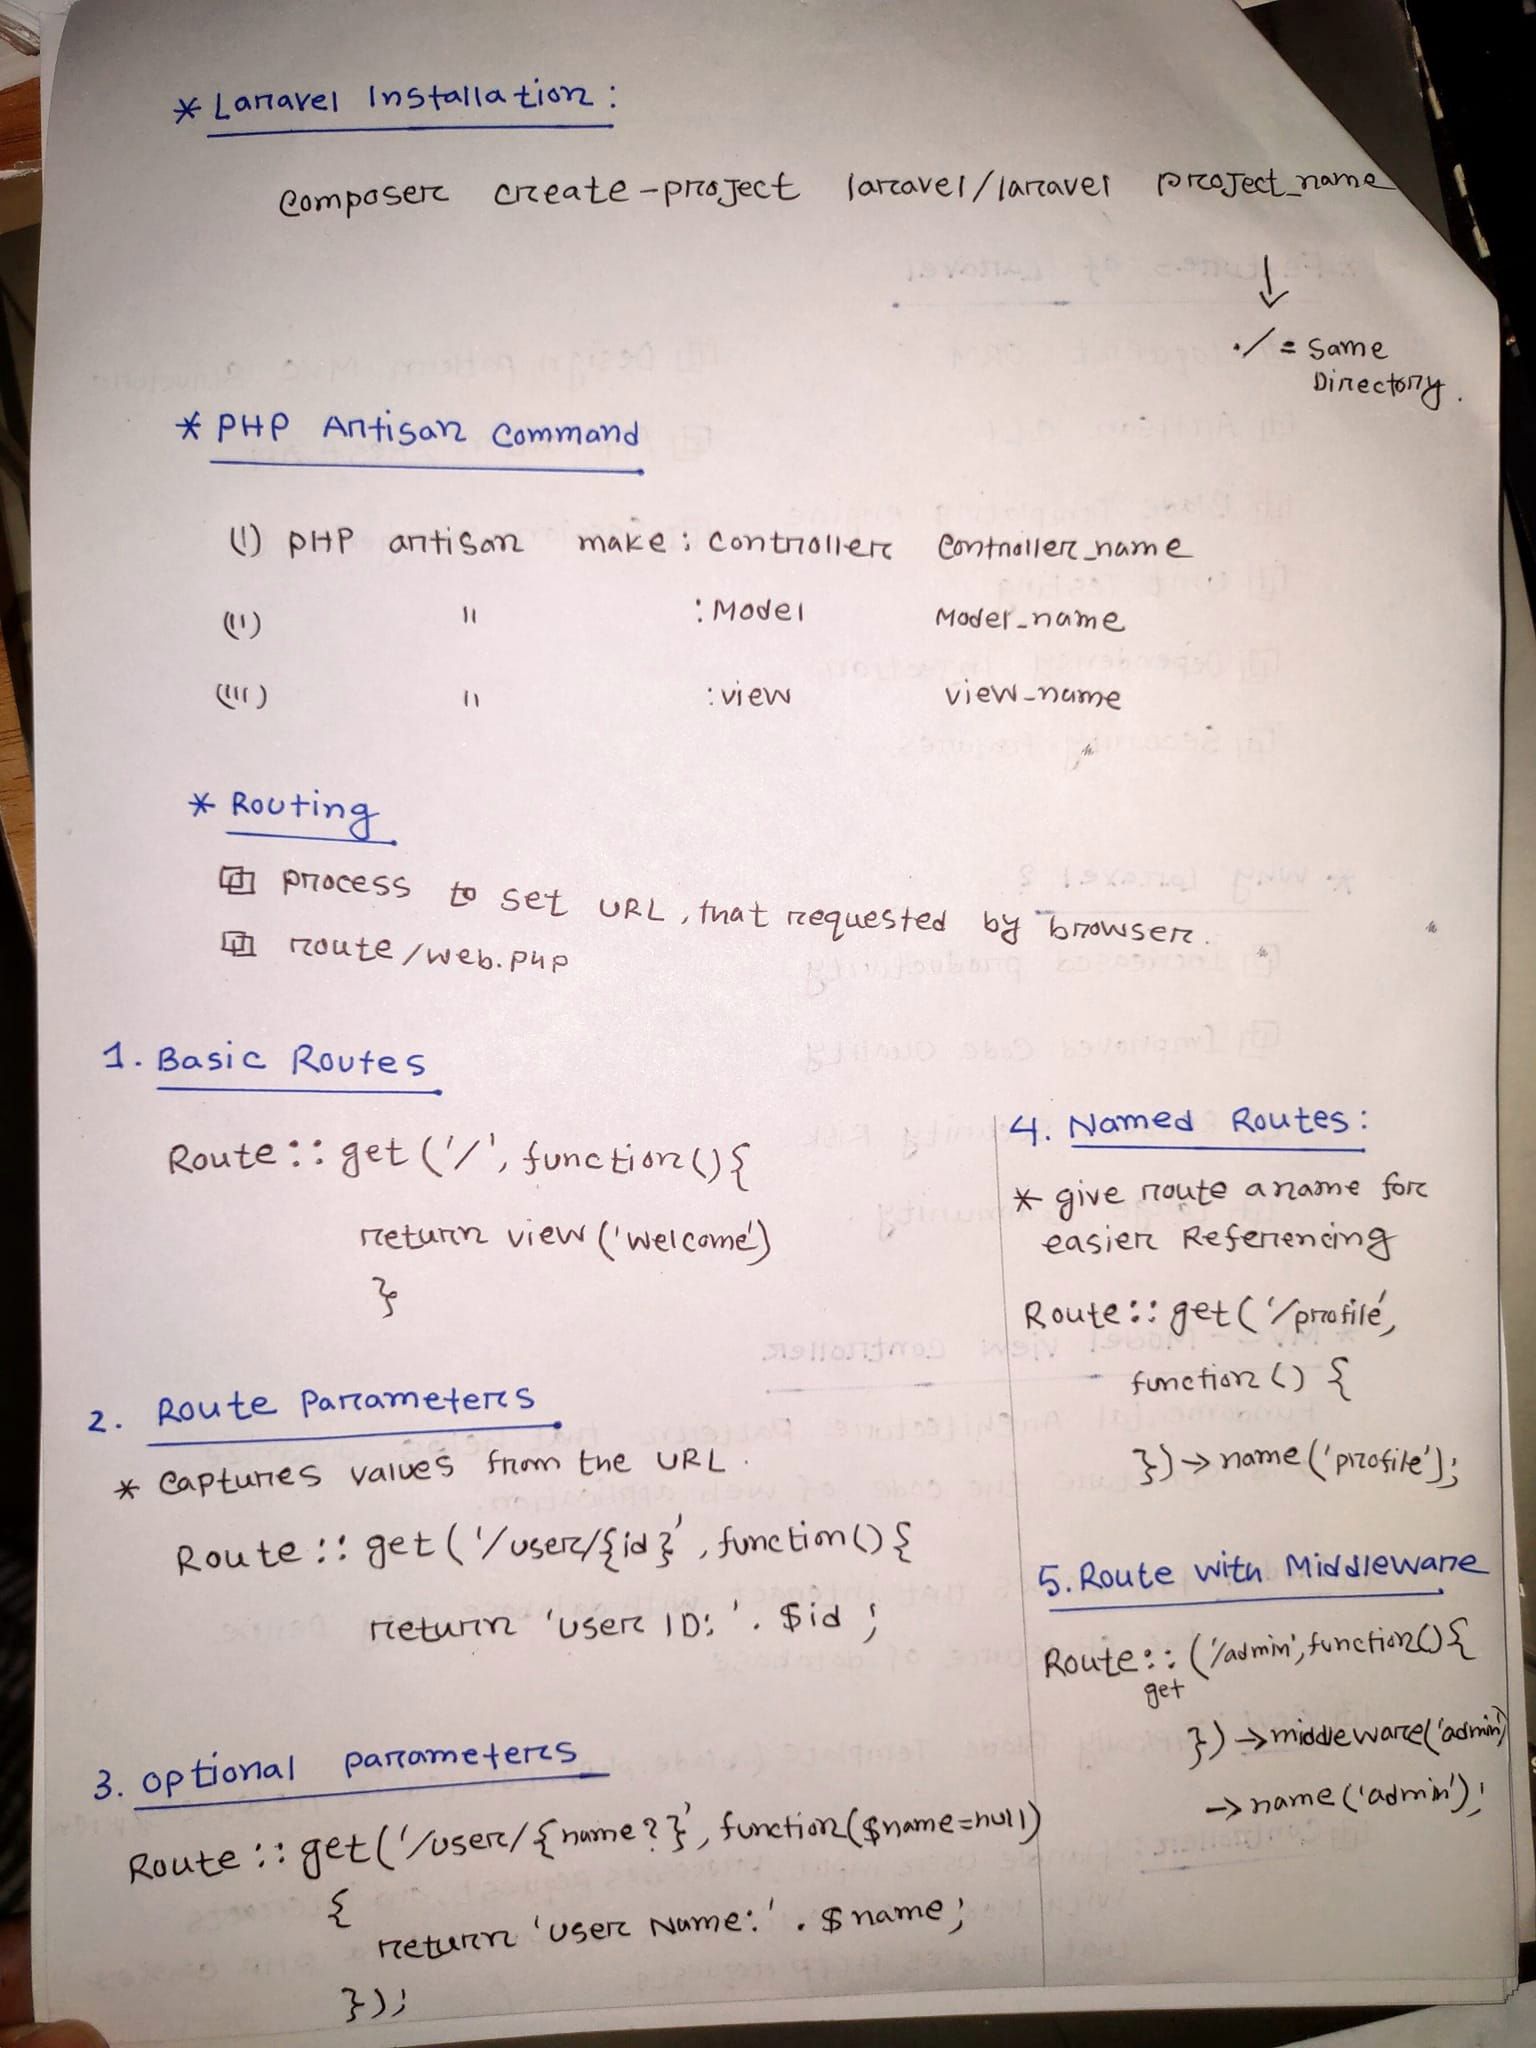 * Laravel Installation:
Composer create-project laravel/laravel project_name
↓
./ = same
Directory.
* PHP Artisan Command
(I) PHP artisan make: controller controller_name
(II) " :Model Model_name
(III) " :view view_name
* Routing
process to set URL, that requested by browser.
route/web.php
1. Basic Routes
Route:: get('/', function(){
return view('welcome')
}
2. Route Parameters
* Captures values from the URL.
Route:: get('/user/{id}', function(){
return 'User ID: '. $id;
3. Optional parameters
Route:: get('/user/{name?}', function($name=null)
{
return 'User Name:' . $name;
});
4. Named Routes:
* give route a name for
easier Referencing
Route:: get('/profile',
function() {
})->name('profile');
5. Route with Middleware
Route:: get('/admin', function(){
})->middleware('admin')
->name('admin');